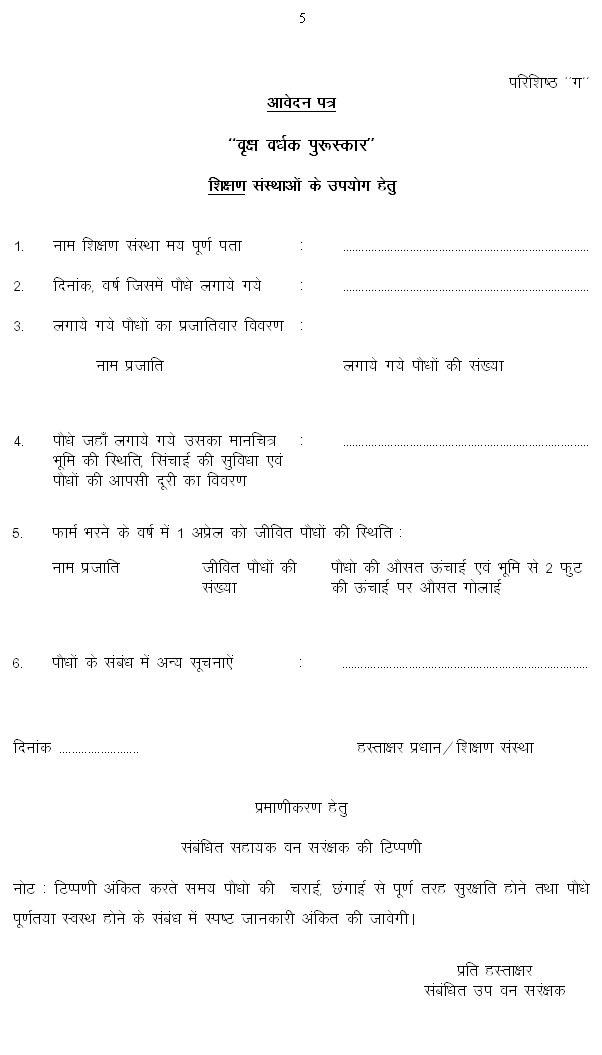 5
परिशिष्ठ "ग"
आवेदन पत्र
"वृक्ष वर्धक पुरूस्कार"
शिक्षण संस्थाओं के उपयोग हेतु
1. नाम शिक्षण संस्था मय पूर्ण पता : ....................
2. दिनांक, वर्ष जिसमें पौधे लगाये गये : ....................
3. लगाये गये पौधों का प्रजातिवार विवरण :
नाम प्रजाति लगाये गये पौधों की संख्या
4. पौधे जहाँ लगाये गये उसका मानचित्र : ....................
भूमि की स्थिति, सिंचाई की सुविधा एवं
पौधों की आपसी दूरी का विवरण
5. फार्म भरने के वर्ष में 1 अप्रेल को जीवित पौधों की स्थिति :
नाम प्रजाति जीवित पौधों की पौधो की औसत ऊंचाई एवं भूमि से 2 फुट
संख्या की ऊंचाई पर औसत गोलाई
6. पौधों के संबंध में अन्य सूचनाऐं : ....................
दिनांक .................... हस्ताक्षर प्रधान/शिक्षण संस्था
प्रमाणीकरण हेतु
संबंधित सहायक वन सरंक्षक की टिप्पणी
नोट : टिप्पणी अंकित करते समय पौधो की चराई, छंगाई से पूर्ण तरह सुरक्षति होने तथा पौधे
पूर्णतया स्वस्थ होने के संबंध में स्पष्ट जानकारी अंकित की जावेगी।
प्रति हस्ताक्षर
संबंधित उप वन सरंक्षक